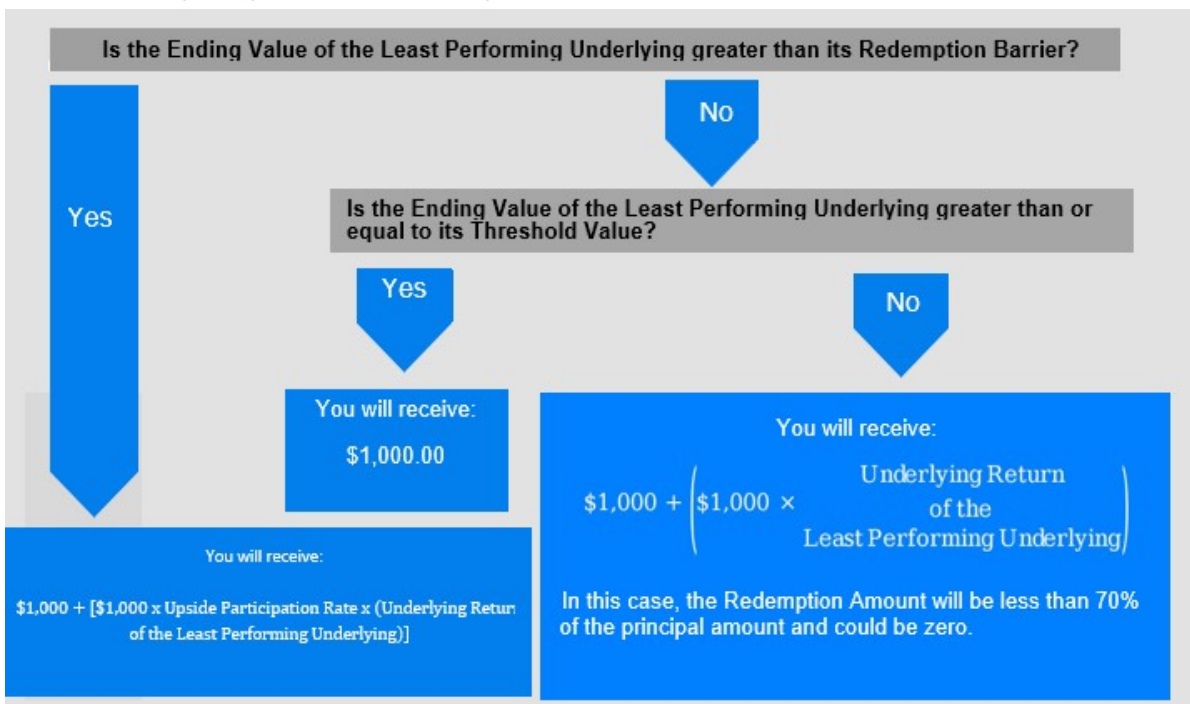 Is the Ending Value of the Least Performing Underlying greater than its Redemption Barrier?
No
Yes
Is the Ending Value of the Least Performing Underlying greater than or
equal to its Threshold Value?
Yes
No
You will receive:
$1,000.00
You will receive:
$1,000 + ($1,000 × Underlying Return
of the
Least Performing Underlying)
In this case, the Redemption Amount will be less than 70%
of the principal amount and could be zero.
You will receive:
$1,000 + [$1,000 x Upside Participation Rate x (Underlying Retur
of the Least Performing Underlying)]